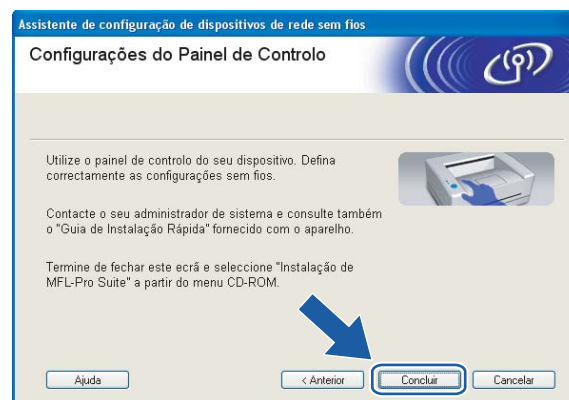 Assistente de configuração de dispositivos de rede sem fios
Configurações do Painel de Controlo
Utilize o painel de controlo do seu dispositivo. Defina
correctamente as configurações sem fios.
Contacte o seu administrador de sistema e consulte também
o "Guia de Instalação Rápida" fornecido com o aparelho.
Termine de fechar este ecrã e seleccione "Instalação de
MFL-Pro Suite" a partir do menu CD-ROM.
Ajuda
< Anterior
Concluir
Cancelar